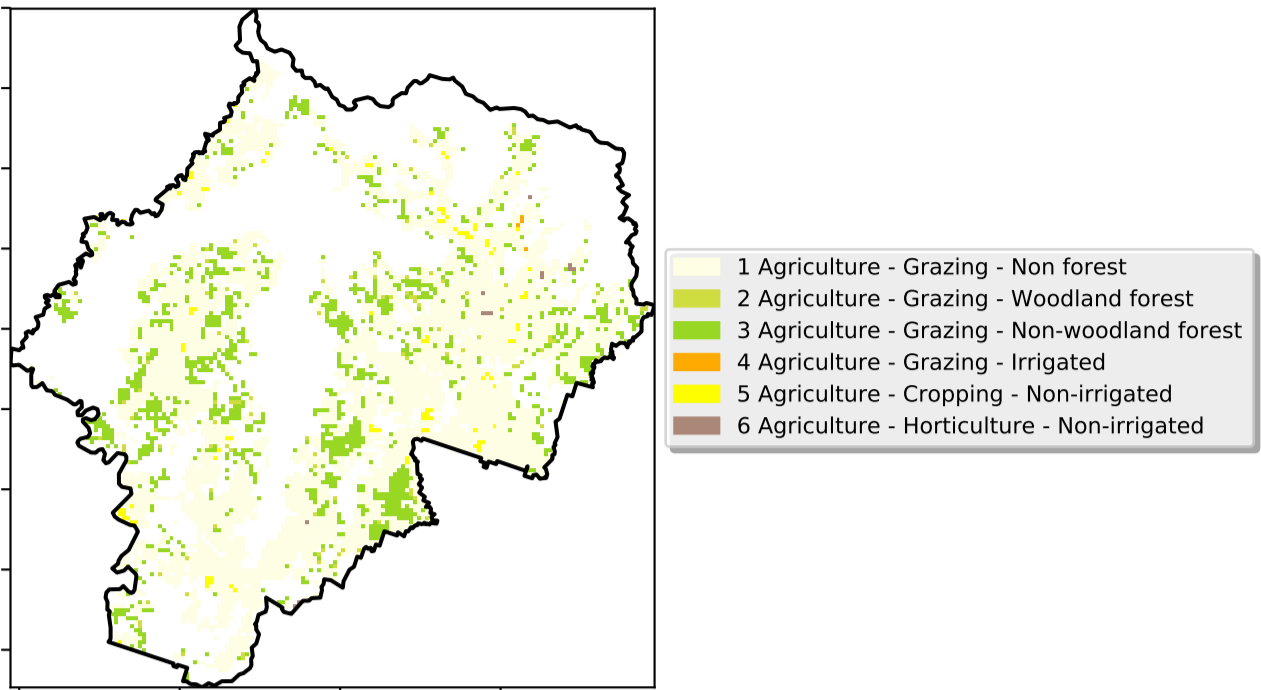 1 Agriculture - Grazing - Non forest
2 Agriculture - Grazing - Woodland forest
3 Agriculture - Grazing - Non-woodland forest
4 Agriculture - Grazing - Irrigated
5 Agriculture - Cropping - Non-irrigated
6 Agriculture - Horticulture - Non-irrigated